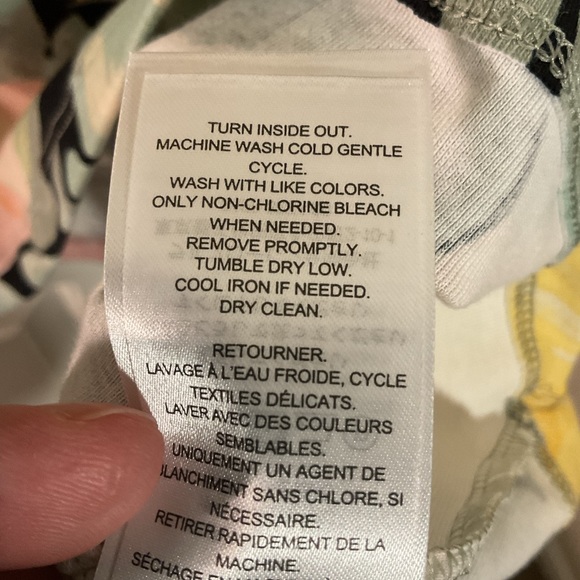 TURN INSIDE OUT.
MACHINE WASH COLD GENTLE
CYCLE.
WASH WITH LIKE COLORS.
ONLY NON-CHLORINE BLEACH
WHEN NEEDED.
REMOVE PROMPTLY.
TUMBLE DRY LOW.
COOL IRON IF NEEDED.
DRY CLEAN.
RETOURNER.
LAVAGE À L'EAU FROIDE, CYCLE
TEXTILES DÉLICATS.
LAVER AVEC DES COULEURS
SEMBLABLES.
UNIQUEMENT UN AGENT DE
BLANCHIMENT SANS CHLORE, SI
NÉCESSAIRE.
RETIRER RAPIDEMENT DE LA
MACHINE.
SÉCHAGE